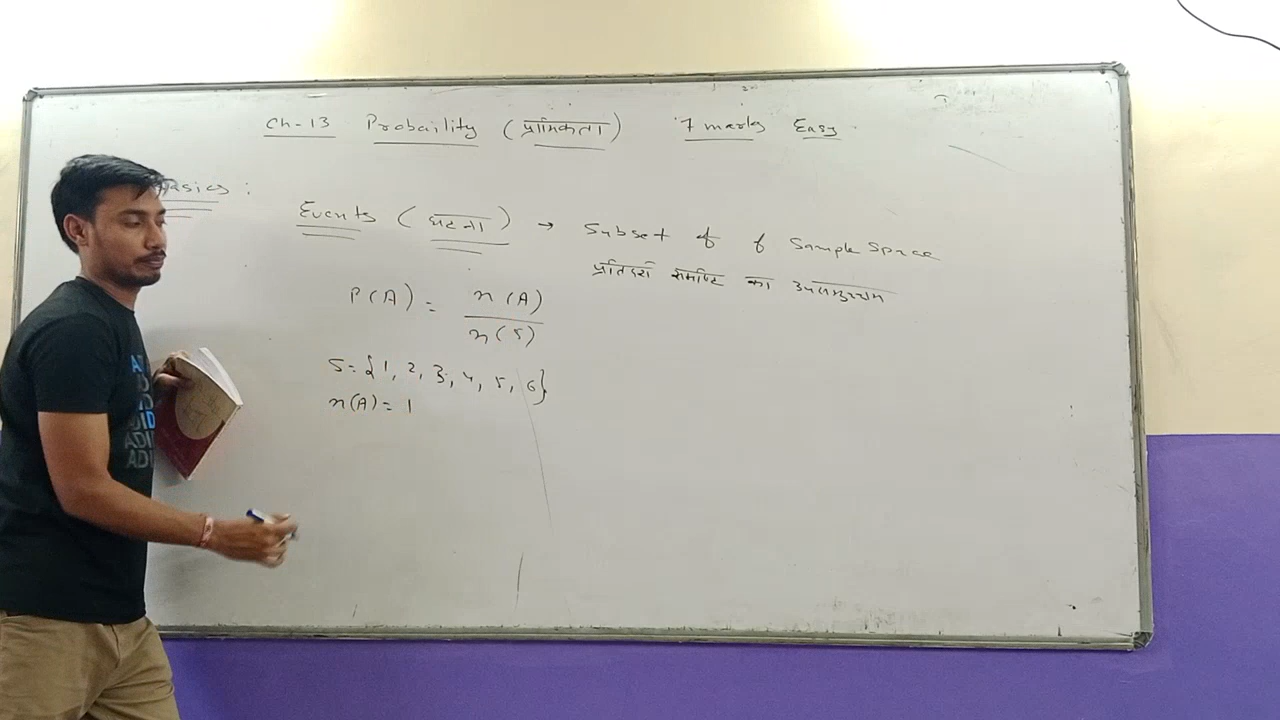 Ch-13 Probaility (प्रायिकता) 7 marks Easy
Basics :
Events (घटना) → Subset of of Sample Space
प्रतिदर्श समष्टि का उपसमुच्चय
P(A) = n(A)
n(S)
S = {1, 2, 3, 4, 5, 6}
n(A) = 1